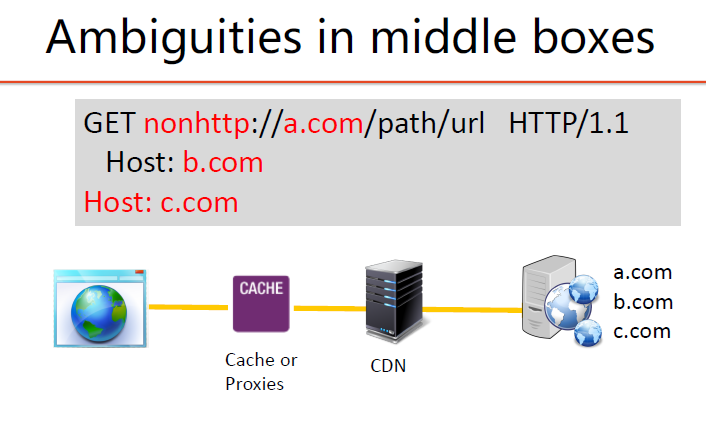 Ambiguities in middle boxes
GET nonhttp://a.com/path/url HTTP/1.1
Host: b.com
Host: c.com
CACHE
a.com
b.com
c.com
Cache or
Proxies
CDN